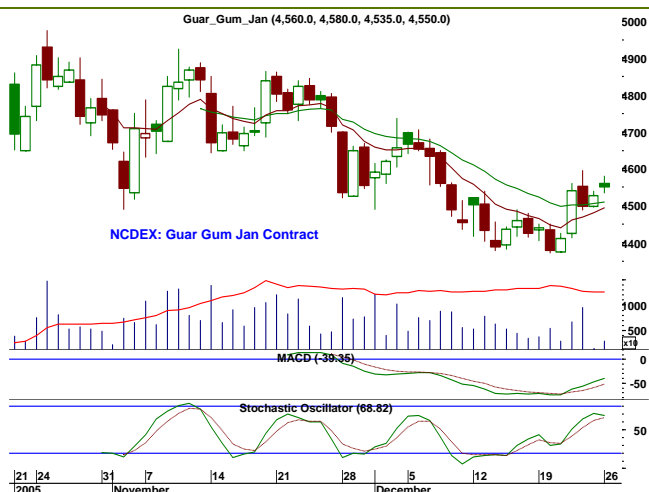 Guar_Gum_Jan (4,560.0, 4,580.0, 4,535.0, 4,550.0)
5000
4900
4800
4700
4600
4500
4400
NCDEX: Guar Gum Jan Contract
1000
500
x10
MACD (-39.35)
0
-50
Stochastic Oscillator (68.82)
50
21 24 31 7 14 21 28 5 12 19 26
2005 November December